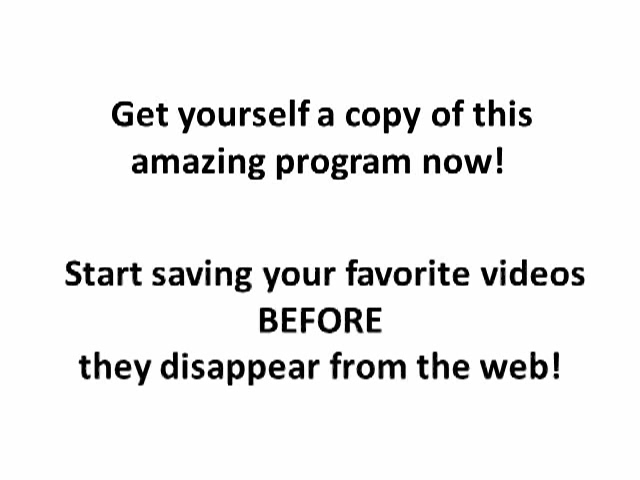 Get yourself a copy of this
amazing program now!
Start saving your favorite videos
BEFORE
they disappear from the web!